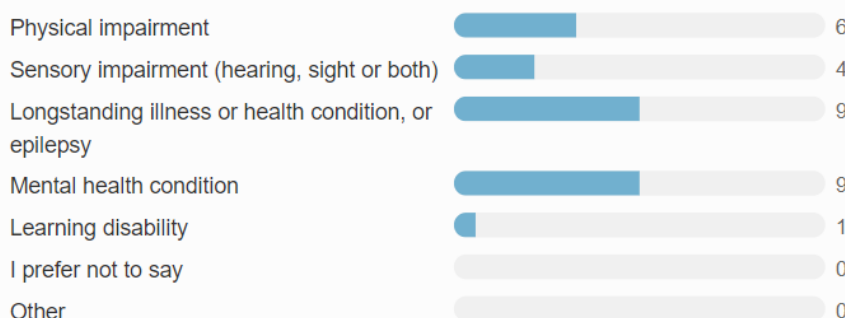 Physical impairment 6
Sensory impairment (hearing, sight or both) 4
Longstanding illness or health condition, or 9
epilepsy
Mental health condition 9
Learning disability 1
I prefer not to say 0
Other 0